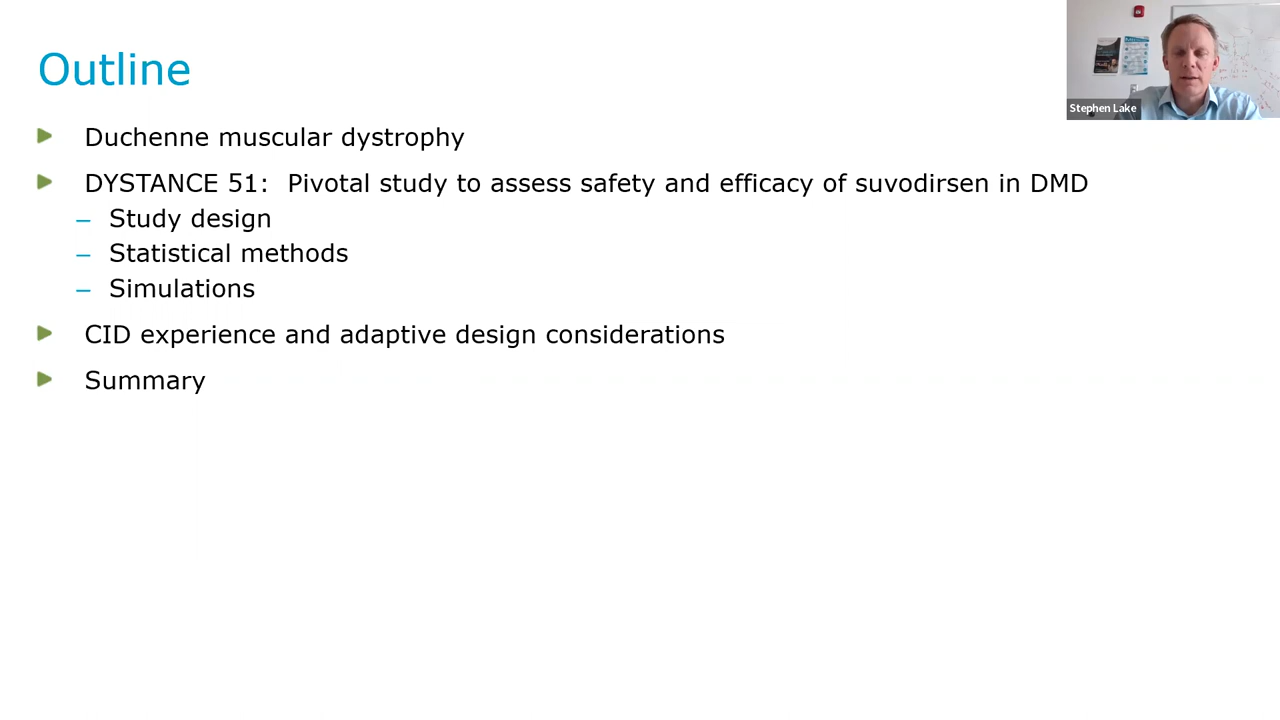 Outline
Duchenne muscular dystrophy
DYSTANCE 51: Pivotal study to assess safety and efficacy of suvodirsen in DMD
– Study design
– Statistical methods
– Simulations
CID experience and adaptive design considerations
Summary
Stephen Lake